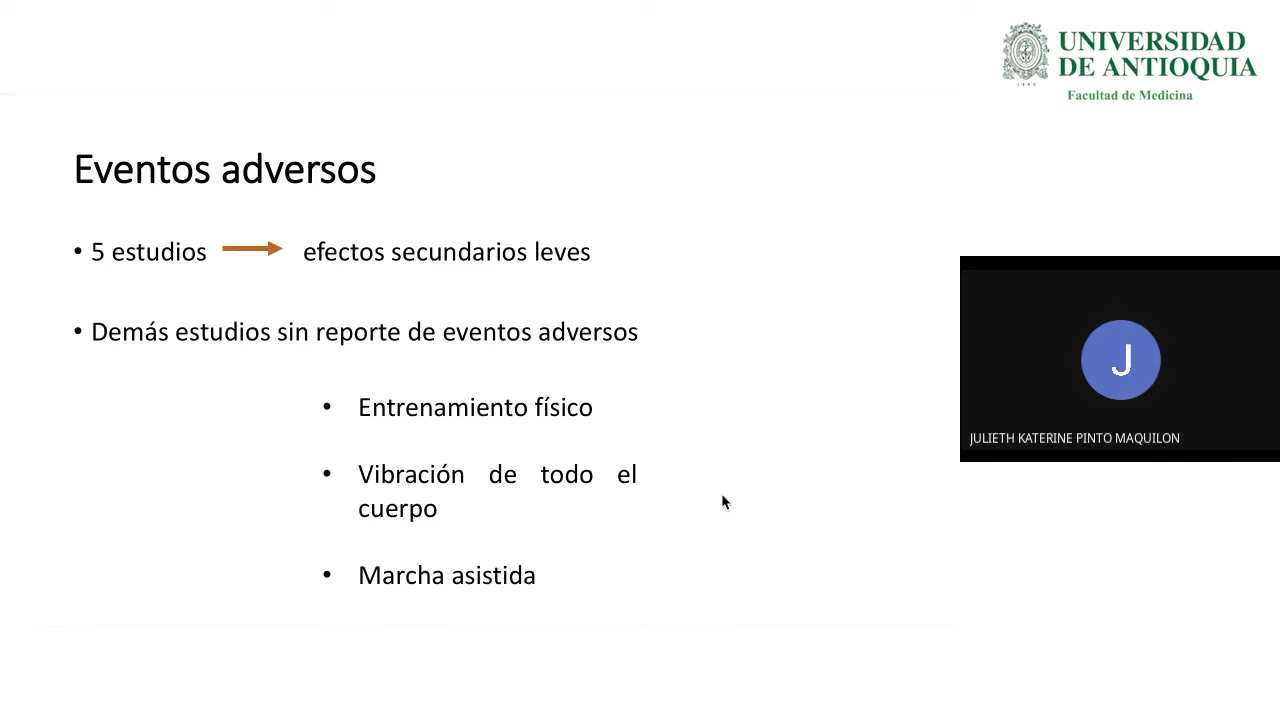 UNIVERSIDAD
DE ANTIOQUIA
1803
Facultad de Medicina
Eventos adversos
• 5 estudios efectos secundarios leves
• Demás estudios sin reporte de eventos adversos
• Entrenamiento físico
• Vibración de todo el
cuerpo
• Marcha asistida
J
JULIETH KATERINE PINTO MAQUILON